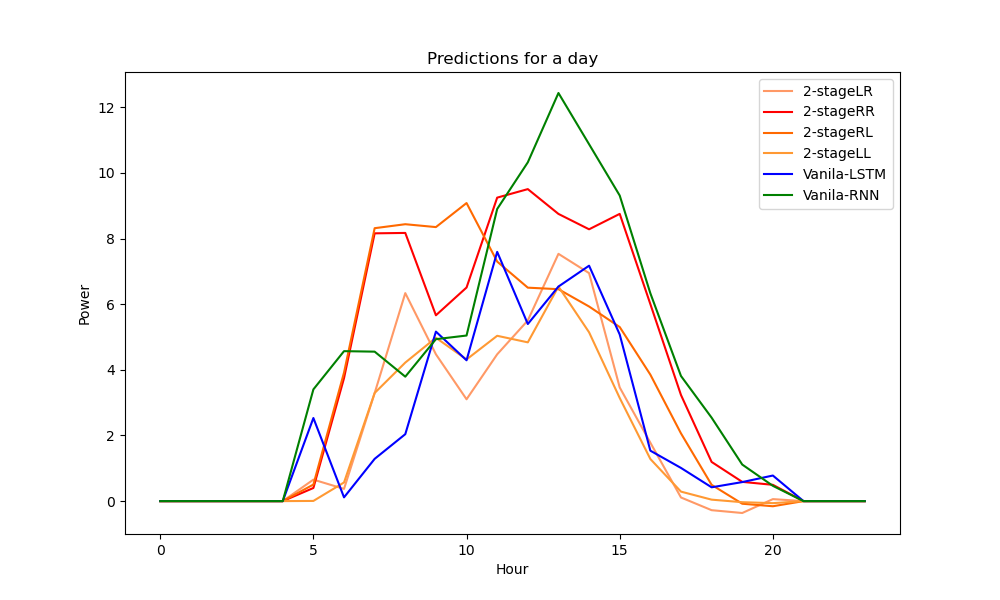 Predictions for a day
2-stageLR
2-stageRR
2-stageRL
2-stageLL
Vanila-LSTM
Vanila-RNN
12
10
8
6
4
2
0
Power
0 5 10 15 20
Hour